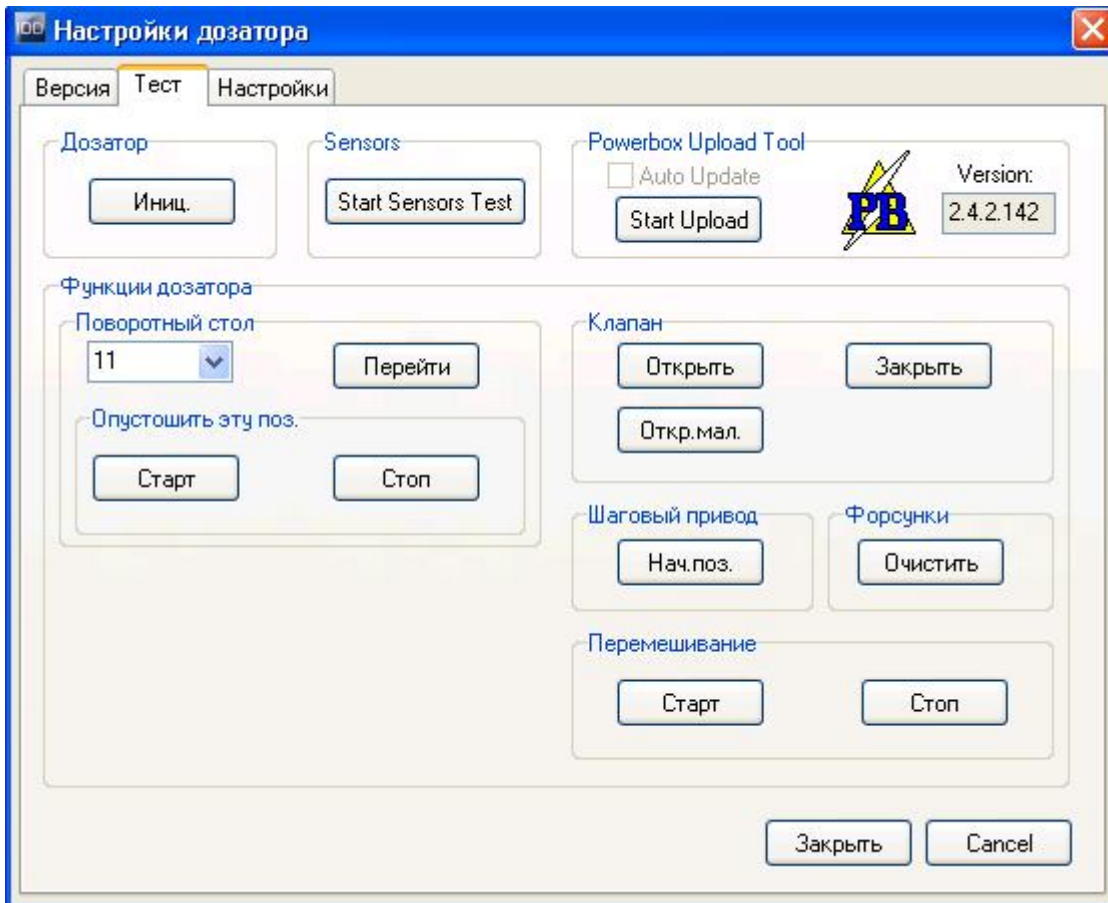 IDD Настройки дозатора
Версия Тест Настройки
Дозатор
Иниц.
Sensors
Start Sensors Test
Powerbox Upload Tool
Auto Update
Start Upload
PB
Version:
2.4.2.142
Функции дозатора
Поворотный стол
11
Перейти
Опустошить эту поз.
Старт Стоп
Клапан
Открыть Закрыть
Откр.мал.
Шаговый привод
Нач.поз.
Форсунки
Очистить
Перемешивание
Старт Стоп
Закрыть Cancel